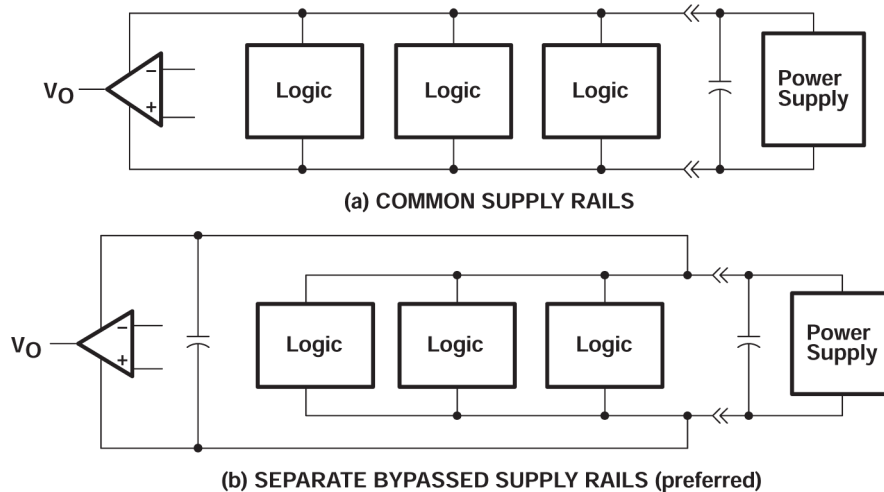 VO
−
+
Logic
Logic
Logic
Power
Supply
(a) COMMON SUPPLY RAILS
VO
−
+
Logic
Logic
Logic
Power
Supply
(b) SEPARATE BYPASSED SUPPLY RAILS (preferred)